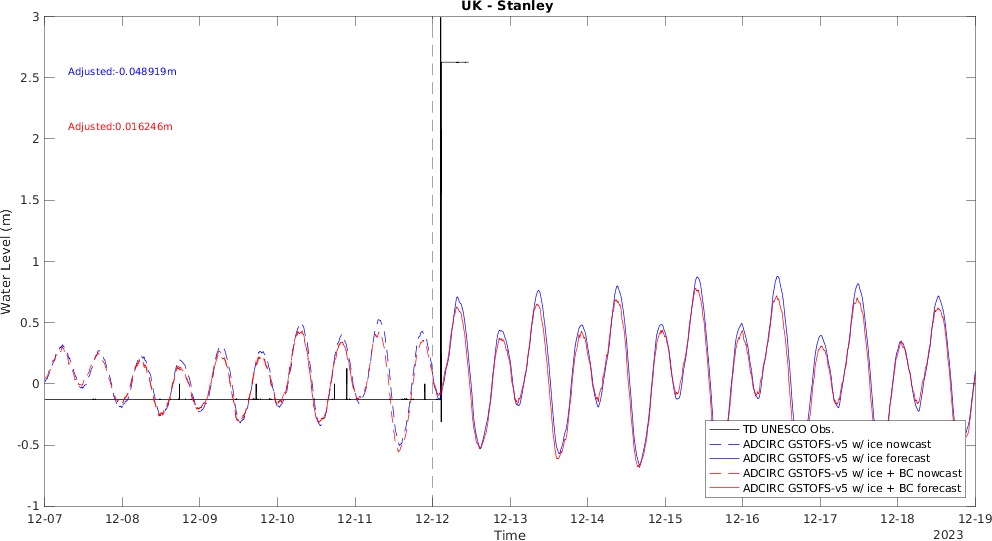 UK - Stanley
Water Level (m)
3
2.5
2
1.5
1
0.5
0
-0.5
-1
Adjusted:-0.048919m
Adjusted:0.016246m
TD UNESCO Obs.
ADCIRC GSTOFS-v5 w/ ice nowcast
ADCIRC GSTOFS-v5 w/ ice forecast
ADCIRC GSTOFS-v5 w/ ice + BC nowcast
ADCIRC GSTOFS-v5 w/ ice + BC forecast
12-07 12-08 12-09 12-10 12-11 12-12 12-13 12-14 12-15 12-16 12-17 12-18 12-19
Time
2023